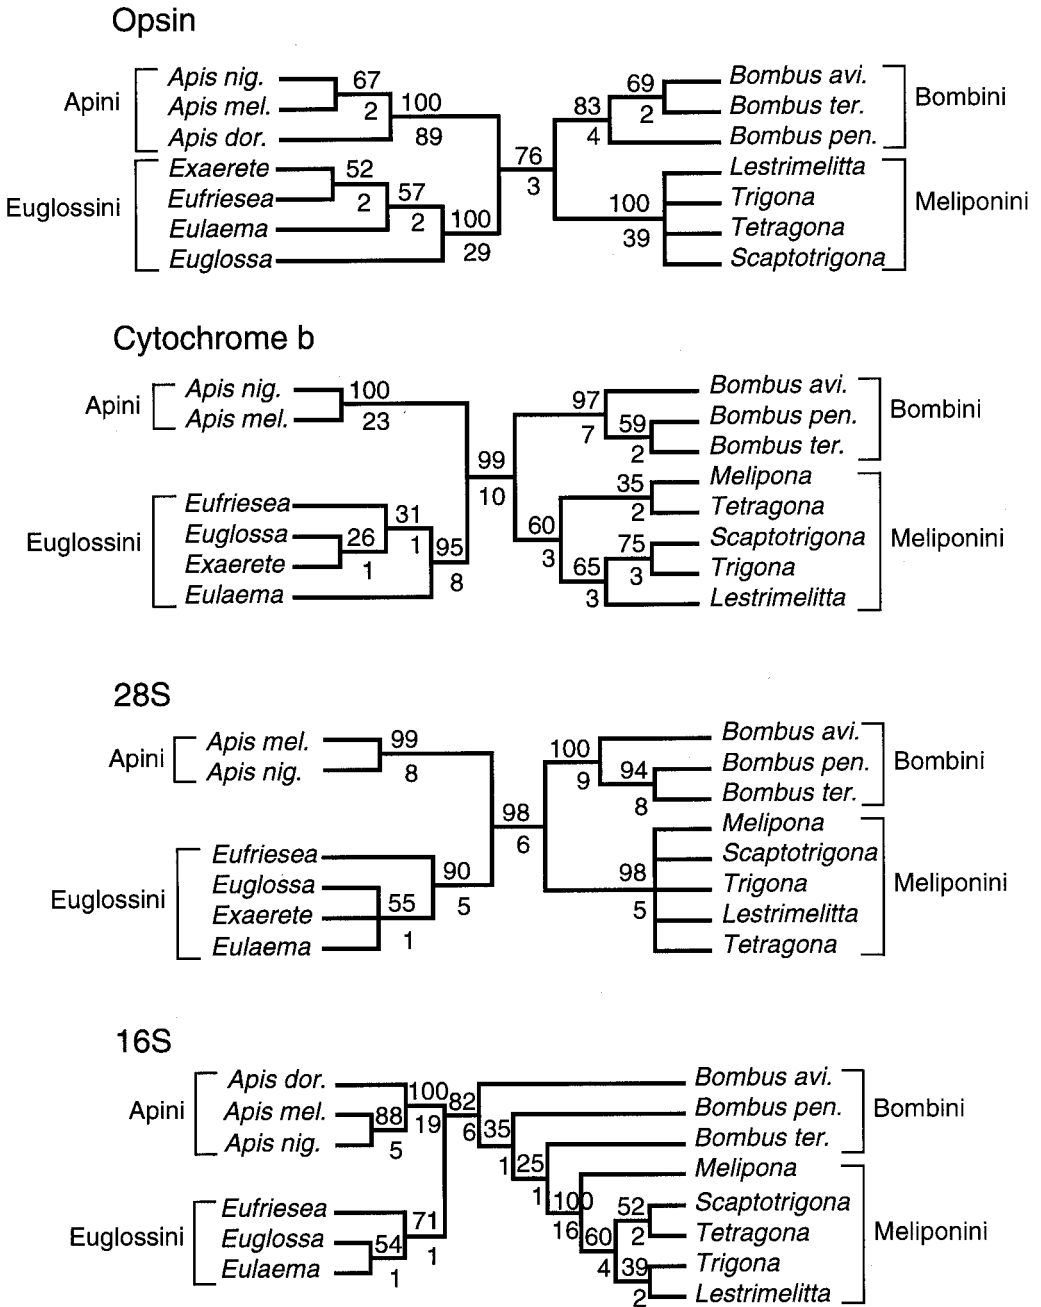 Opsin
Apini
Apis nig.
Apis mel.
Apis dor.
67
2
100
89
Euglossini
Exaerete
Eufriesea
Eulaema
Euglossa
52
2
57
2
100
29
76
3
83
4
69
2
Bombus avi.
Bombus ter.
Bombus pen.
Bombini
100
39
Lestrimelitta
Trigona
Tetragona
Scaptotrigona
Meliponini
Cytochrome b
Apini
Apis nig.
Apis mel.
100
23
Euglossini
Eufriesea
Euglossa
Exaerete
Eulaema
26
1
31
1
95
8
99
10
97
7
59
2
Bombus avi.
Bombus pen.
Bombus ter.
Bombini
60
3
35
2
65
3
75
3
Melipona
Tetragona
Scaptotrigona
Trigona
Lestrimelitta
Meliponini
28S
Apini
Apis mel.
Apis nig.
99
8
Euglossini
Eufriesea
Euglossa
Exaerete
Eulaema
55
1
90
5
98
6
100
9
94
8
Bombus avi.
Bombus pen.
Bombus ter.
Bombini
98
5
Melipona
Scaptotrigona
Trigona
Lestrimelitta
Tetragona
Meliponini
16S
Apini
Apis dor.
Apis mel.
Apis nig.
88
5
100
19
Euglossini
Eufriesea
Euglossa
Eulaema
54
1
71
1
82
6
35
1
25
1
100
16
60
4
52
2
39
2
Bombus avi.
Bombus pen.
Bombus ter.
Bombini
Melipona
Scaptotrigona
Tetragona
Trigona
Lestrimelitta
Meliponini